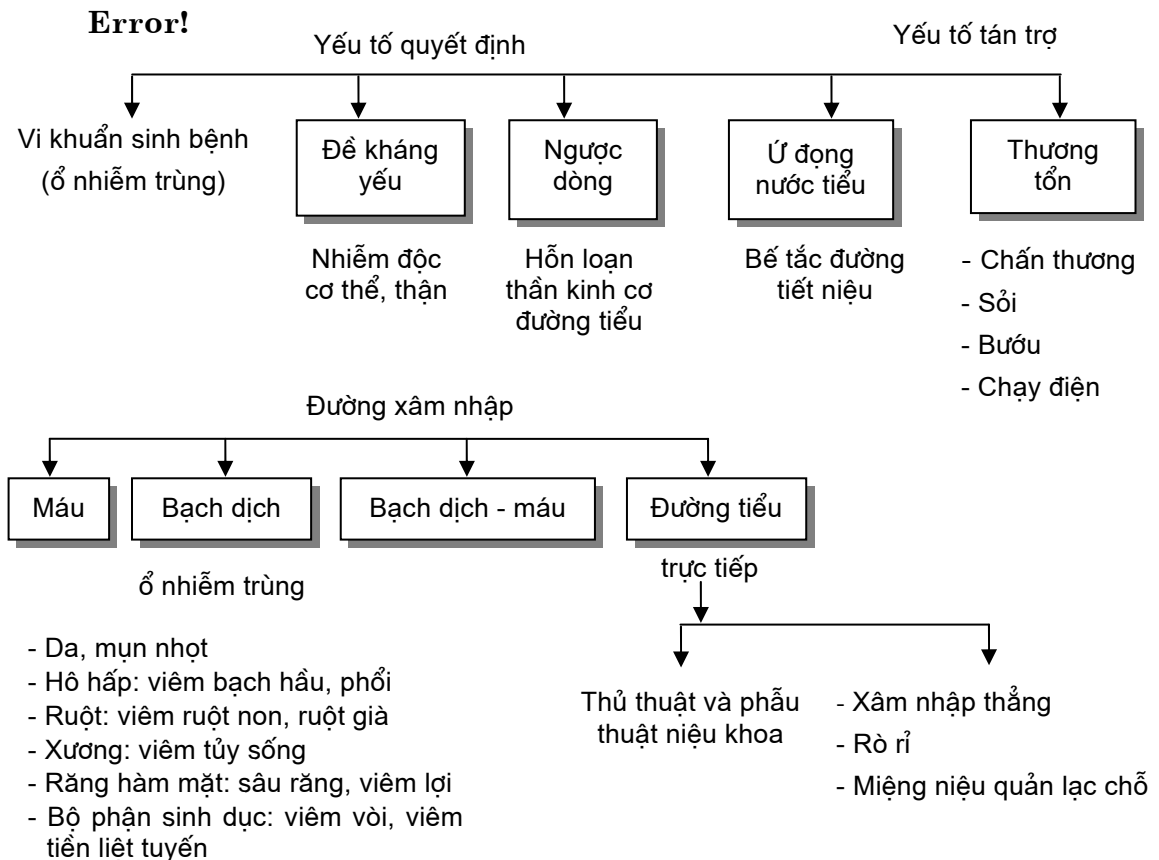 Error!
Yếu tố quyết định
Yếu tố tán trợ
Vi khuẩn sinh bệnh
(ổ nhiễm trùng)
Đề kháng
yếu
Ngược
dòng
Ứ đọng
nước tiểu
Thương
tổn
Nhiễm độc
cơ thể, thận
Hỗn loạn
thần kinh cơ
đường tiểu
Bế tắc đường
tiết niệu
- Chấn thương
- Sỏi
- Bướu
- Chạy điện
Đường xâm nhập
Máu
Bạch dịch
Bạch dịch - máu
Đường tiểu
ổ nhiễm trùng
trực tiếp
- Da, mụn nhọt
- Hô hấp: viêm bạch hầu, phổi
- Ruột: viêm ruột non, ruột già
- Xương: viêm tủy sống
- Răng hàm mặt: sâu răng, viêm lợi
- Bộ phận sinh dục: viêm vòi, viêm
tiền liệt tuyến
Thủ thuật và phẫu
thuật niệu khoa
- Xâm nhập thẳng
- Rò rỉ
- Miệng niệu quản lạc chỗ